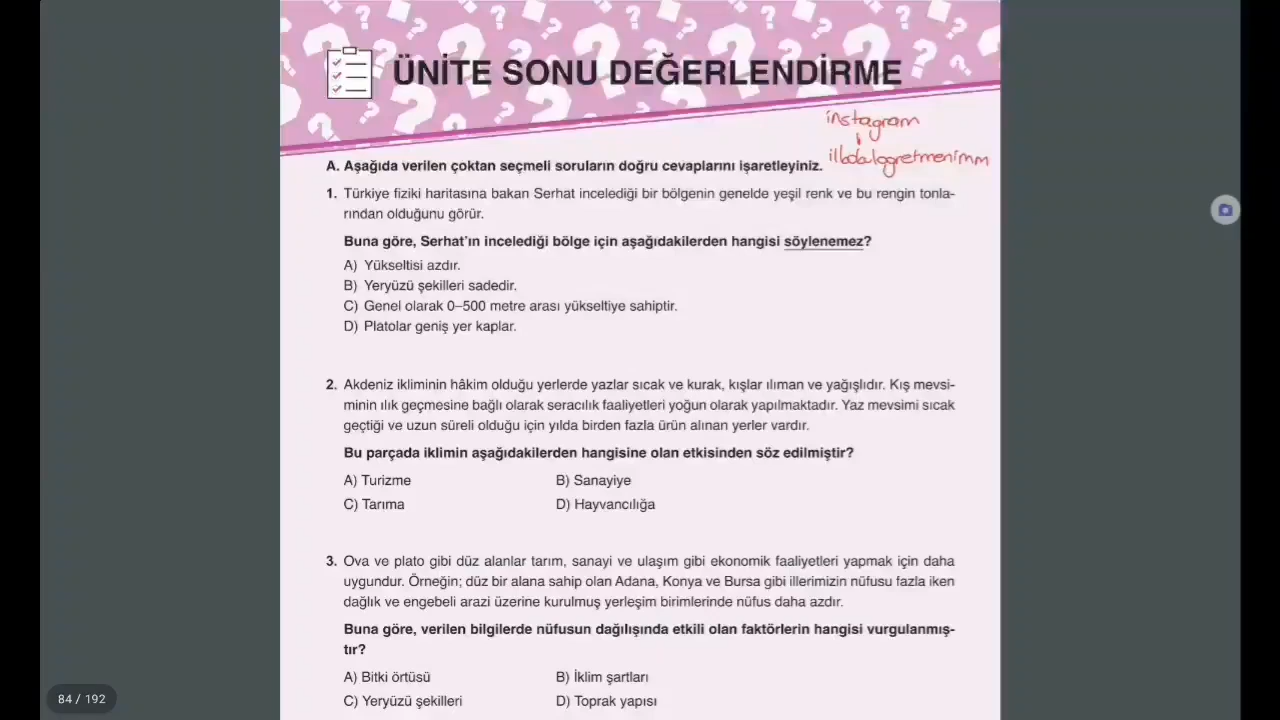 ÜNİTE SONU DEĞERLENDİRME
instagram
A. Aşağıda verilen çoktan seçmeli soruların doğru cevaplarını işaretleyiniz.
1. Türkiye fiziki haritasına bakan Serhat incelediği bir bölgenin genelde yeşil renk ve bu rengin tonla-
rından olduğunu görür.
Buna göre, Serhat'ın incelediği bölge için aşağıdakilerden hangisi söylenemez?
A) Yükseltisi azdır.
B) Yeryüzü şekilleri sadedir.
C) Genel olarak 0–500 metre arası yükseltiye sahiptir.
D) Platolar geniş yer kaplar.
2. Akdeniz ikliminin hâkim olduğu yerlerde yazlar sıcak ve kurak, kışlar ılıman ve yağışlıdır. Kış mevsi-
minin ılık geçmesine bağlı olarak seracılık faaliyetleri yoğun olarak yapılmaktadır. Yaz mevsimi sıcak
geçtiği ve uzun süreli olduğu için yılda birden fazla ürün alınan yerler vardır.
Bu parçada iklimin aşağıdakilerden hangisine olan etkisinden söz edilmiştir?
A) Turizme B) Sanayiye
C) Tarıma D) Hayvancılığa
3. Ova ve plato gibi düz alanlar tarım, sanayi ve ulaşım gibi ekonomik faaliyetleri yapmak için daha
uygundur. Örneğin; düz bir alana sahip olan Adana, Konya ve Bursa gibi illerimizin nüfusu fazla iken
dağlık ve engebeli arazi üzerine kurulmuş yerleşim birimlerinde nüfus daha azdır.
Buna göre, verilen bilgilerde nüfusun dağılışında etkili olan faktörlerin hangisi vurgulanmış-
tır?
A) Bitki örtüsü B) İklim şartları
C) Yeryüzü şekilleri D) Toprak yapısı
84 / 192